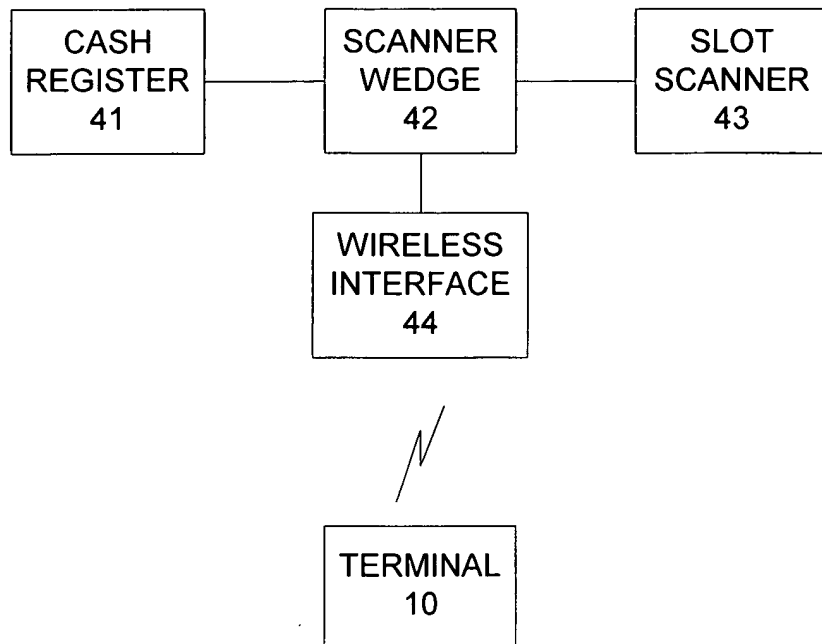 CASH
REGISTER
41
SCANNER
WEDGE
42
SLOT
SCANNER
43
WIRELESS
INTERFACE
44
TERMINAL
10